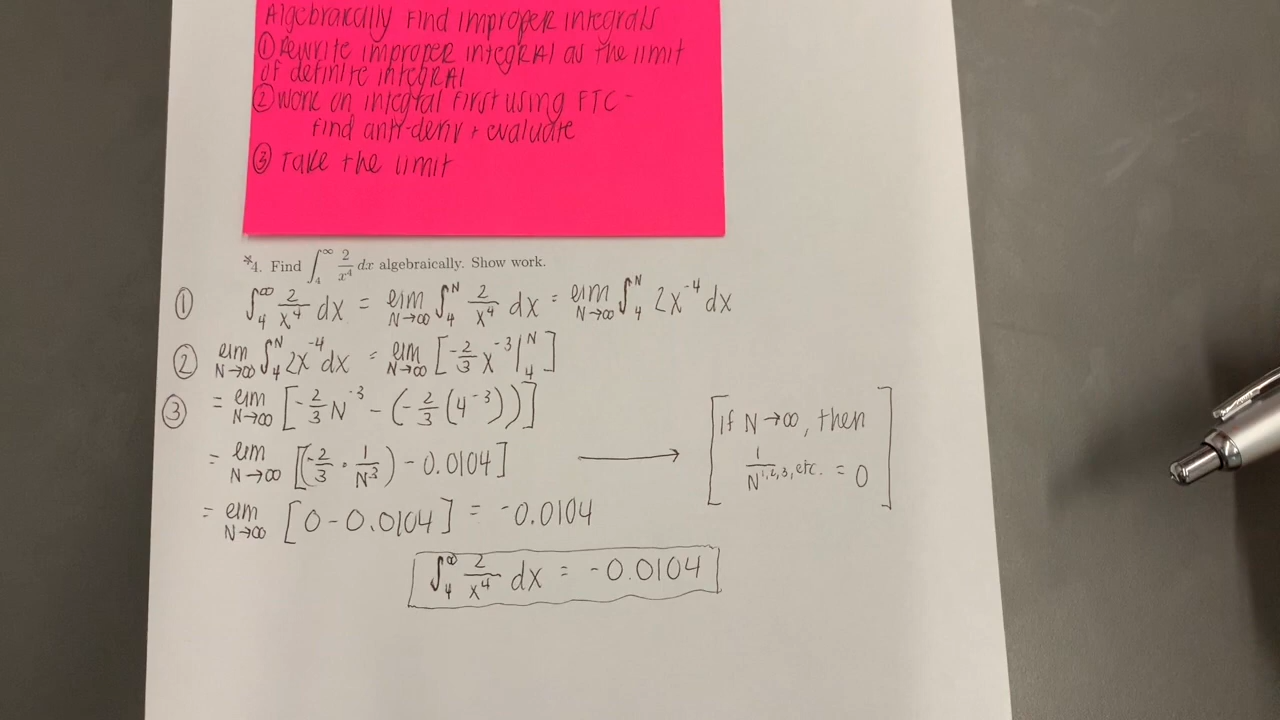 Algebraically Find improper integrals
① Rewrite improper integral as the limit
of definite integral
② Work on integral first using FTC -
Find anti-deriv + evaluate
③ Take the limit
*4. Find ∫₄^∞ 2/x⁴ dx algebraically. Show work.
① ∫₄^∞ 2/x⁴ dx = lim N→∞ ∫₄^N 2/x⁴ dx = lim N→∞ ∫₄^N 2x⁻⁴ dx
② lim N→∞ ∫₄^N 2x⁻⁴ dx = lim N→∞ [-2/3 x⁻³ |₄^N ]
③ = lim N→∞ [-2/3 N⁻³ - (-2/3 (4⁻³))]
= lim N→∞ [(-2/3 · 1/N³) - 0.0104]
[if N→∞, then
1/N^1,2,3,etc. = 0]
= lim N→∞ [0 - 0.0104] = -0.0104
∫₄^∞ 2/x⁴ dx = -0.0104